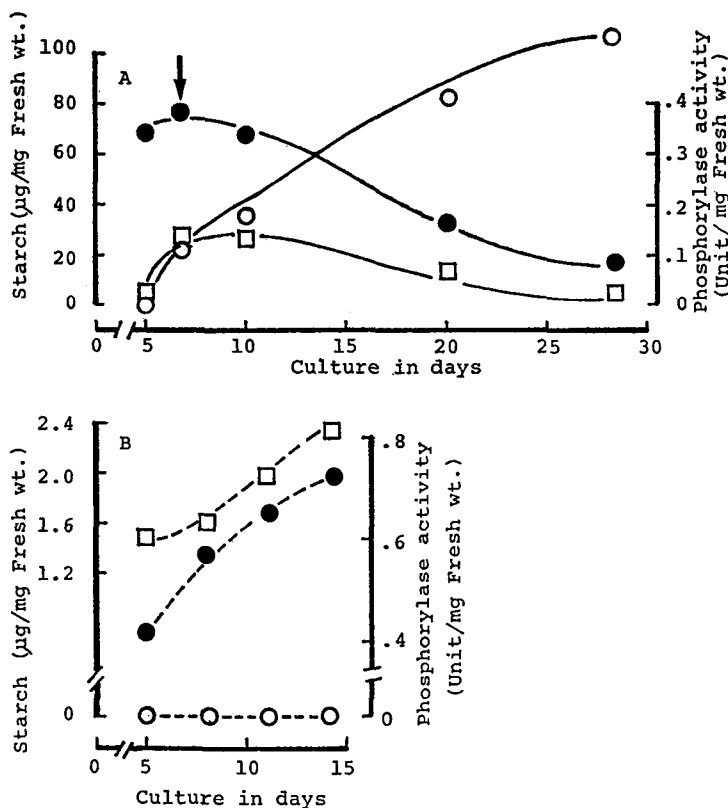 A
Starch (µg/mg Fresh wt.)
100
80
60
40
20
0
.4
.3
.2
.1
0
Phosphorylase activity
(Unit/ mg Fresh wt.)
0 5 10 15 20 25 30
Culture in days
B
Starch (µg/mg Fresh wt.)
2.4
2.0
1.6
1.2
0
.8
.6
.4
0
Phosphorylase activity
(Unit/mg Fresh wt.)
0 5 10 15
Culture in days